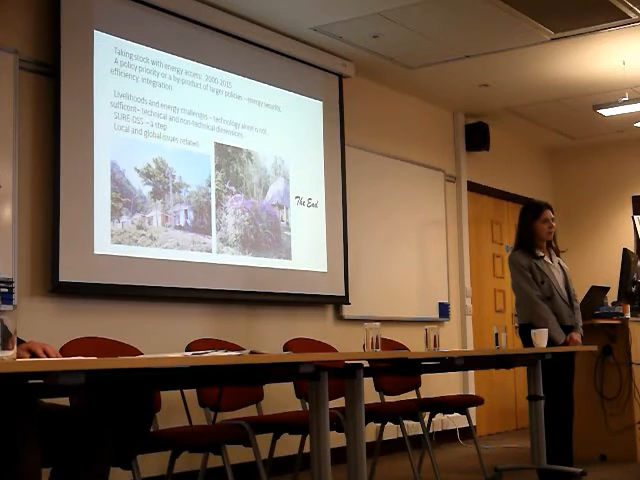 Taking stock with energy access: 2000-2015
A policy priority or a by-product of larger policies – energy security,
efficiency, integration
Livelihoods and energy challenges – technology alone is not
sufficent– technical and non-technical dimensions
SURE-DSS – a step
Local and global issues related
The End